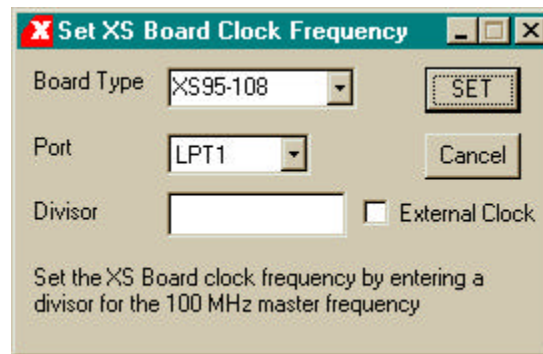 X Set XS Board Clock Frequency
Board Type XS95-108 SET
Port LPT1 Cancel
Divisor External Clock
Set the XS Board clock frequency by entering a
divisor for the 100 MHz master frequency